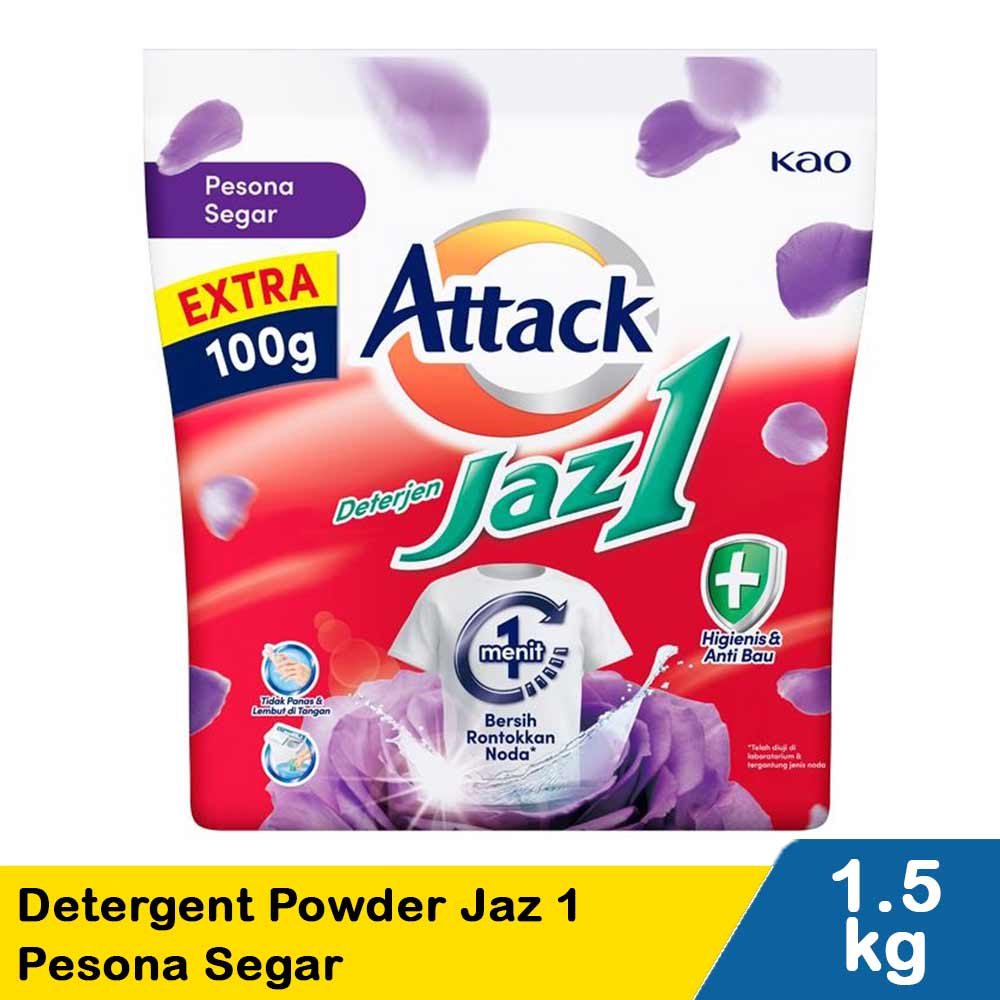 Pesona
Segar
Kao
EXTRA
100g
Attack
Deterjen
Jaz1
1
menit
Bersih
Rontokkan
Noda*
Higienis &
Anti Bau
Tidak Panas &
Lembut di Tangan
*Telah diuji di
laboratorium &
tergantung jenis noda
Detergent Powder Jaz 1
Pesona Segar
1.5
kg